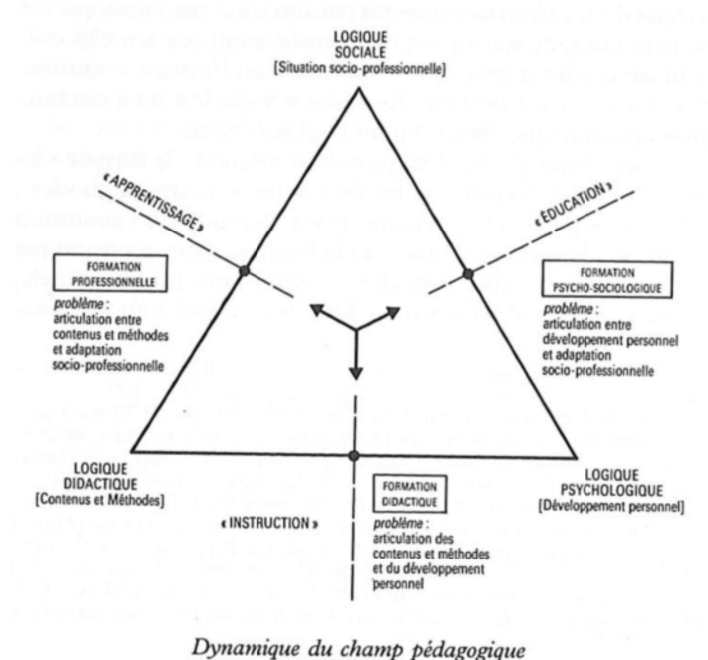 LOGIQUE
SOCIALE
[Situation socio-professionnelle]
« APPRENTISSAGE »
« ÉDUCATION »
FORMATION
PROFESSIONNELLE
problème :
articulation entre
contenus et méthodes
et adaptation
socio-professionnelle
FORMATION
PSYCHO-SOCIOLOGIQUE
problème :
articulation entre
développement personnel
et adaptation
socio-professionnelle
LOGIQUE
DIDACTIQUE
[Contenus et Méthodes]
LOGIQUE
PSYCHOLOGIQUE
[Développement personnel]
« INSTRUCTION »
FORMATION
DIDACTIQUE
problème :
articulation des
contenus et méthodes
et du développement
personnel
Dynamique du champ pédagogique